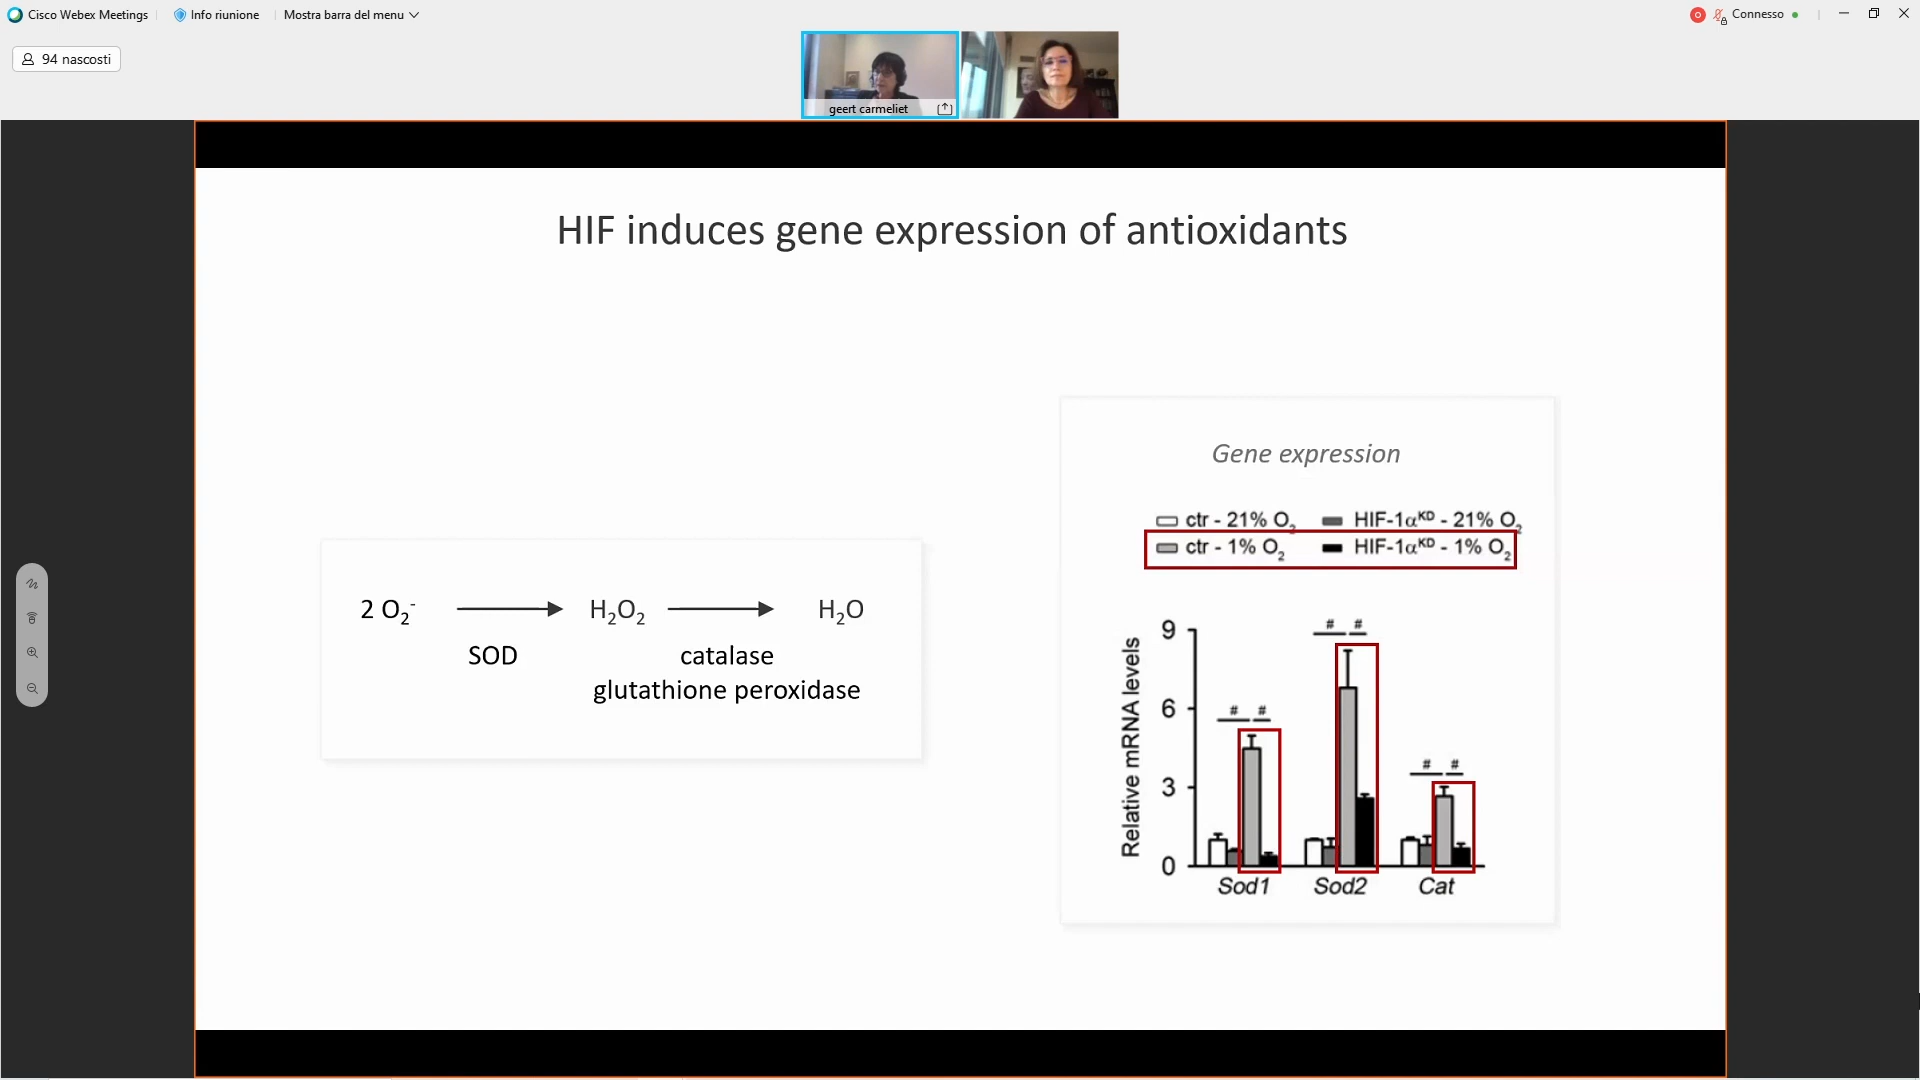 Cisco Webex Meetings
Info riunione
Mostra barra del menu
Connesso
94 nascosti
geert carmeliet
HIF induces gene expression of antioxidants
2 O₂⁻ → H₂O₂ → H₂O
SOD
catalase
glutathione peroxidase
Gene expression
ctr - 21% O₂ HIF-1αᴷᴰ - 21% O₂
ctr - 1% O₂ HIF-1αᴷᴰ - 1% O₂
Relative mRNA levels
9
6
3
0
# #
# #
# #
Sod1 Sod2 Cat